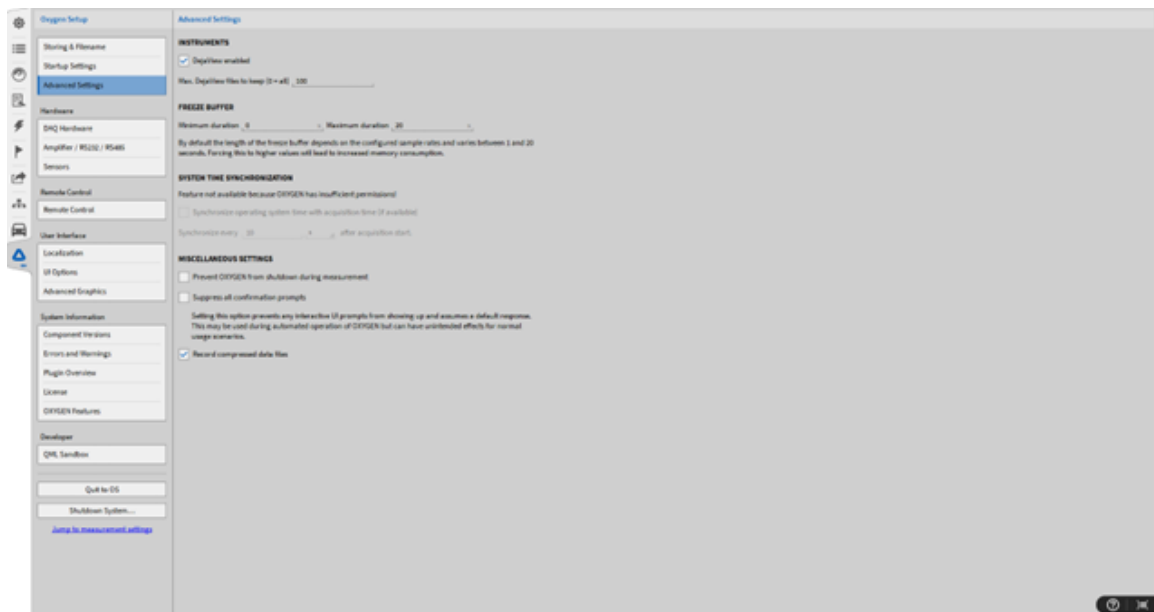 Oxygen Setup
Advanced Settings
Storing & Filename
Startup Settings
Advanced Settings
Hardware
DAQ Hardware
Amplifier / RS232 / RS485
Sensors
Remote Control
Remote Control
User Interface
Localization
UI Options
Advanced Graphics
System Information
Component Versions
Errors and Warnings
Plugin Overview
License
OXYGEN Features
Developer
QML Sandbox
Quit to OS
Shutdown System...
Jump to measurement settings
INSTRUMENTS
DejaView enabled
Max. DejaView files to keep (0 = all) 100
FREEZE BUFFER
Minimum duration 0 s, Maximum duration 20 s.
By default the length of the freeze buffer depends on the configured sample rates and varies between 1 and 20
seconds. Forcing this to higher values will lead to increased memory consumption.
SYSTEM TIME SYNCHRONIZATION
Feature not available because OXYGEN has insufficient permissions!
Synchronize operating system time with acquisition time (if available)
Synchronize every 10 s after acquisition start.
MISCELLANEOUS SETTINGS
Prevent OXYGEN from shutdown during measurement
Suppress all confirmation prompts
Setting this option prevents any interactive UI prompts from showing up and assumes a default response.
This may be used during automated operation of OXYGEN but can have unintended effects for normal
usage scenarios.
Record compressed data files